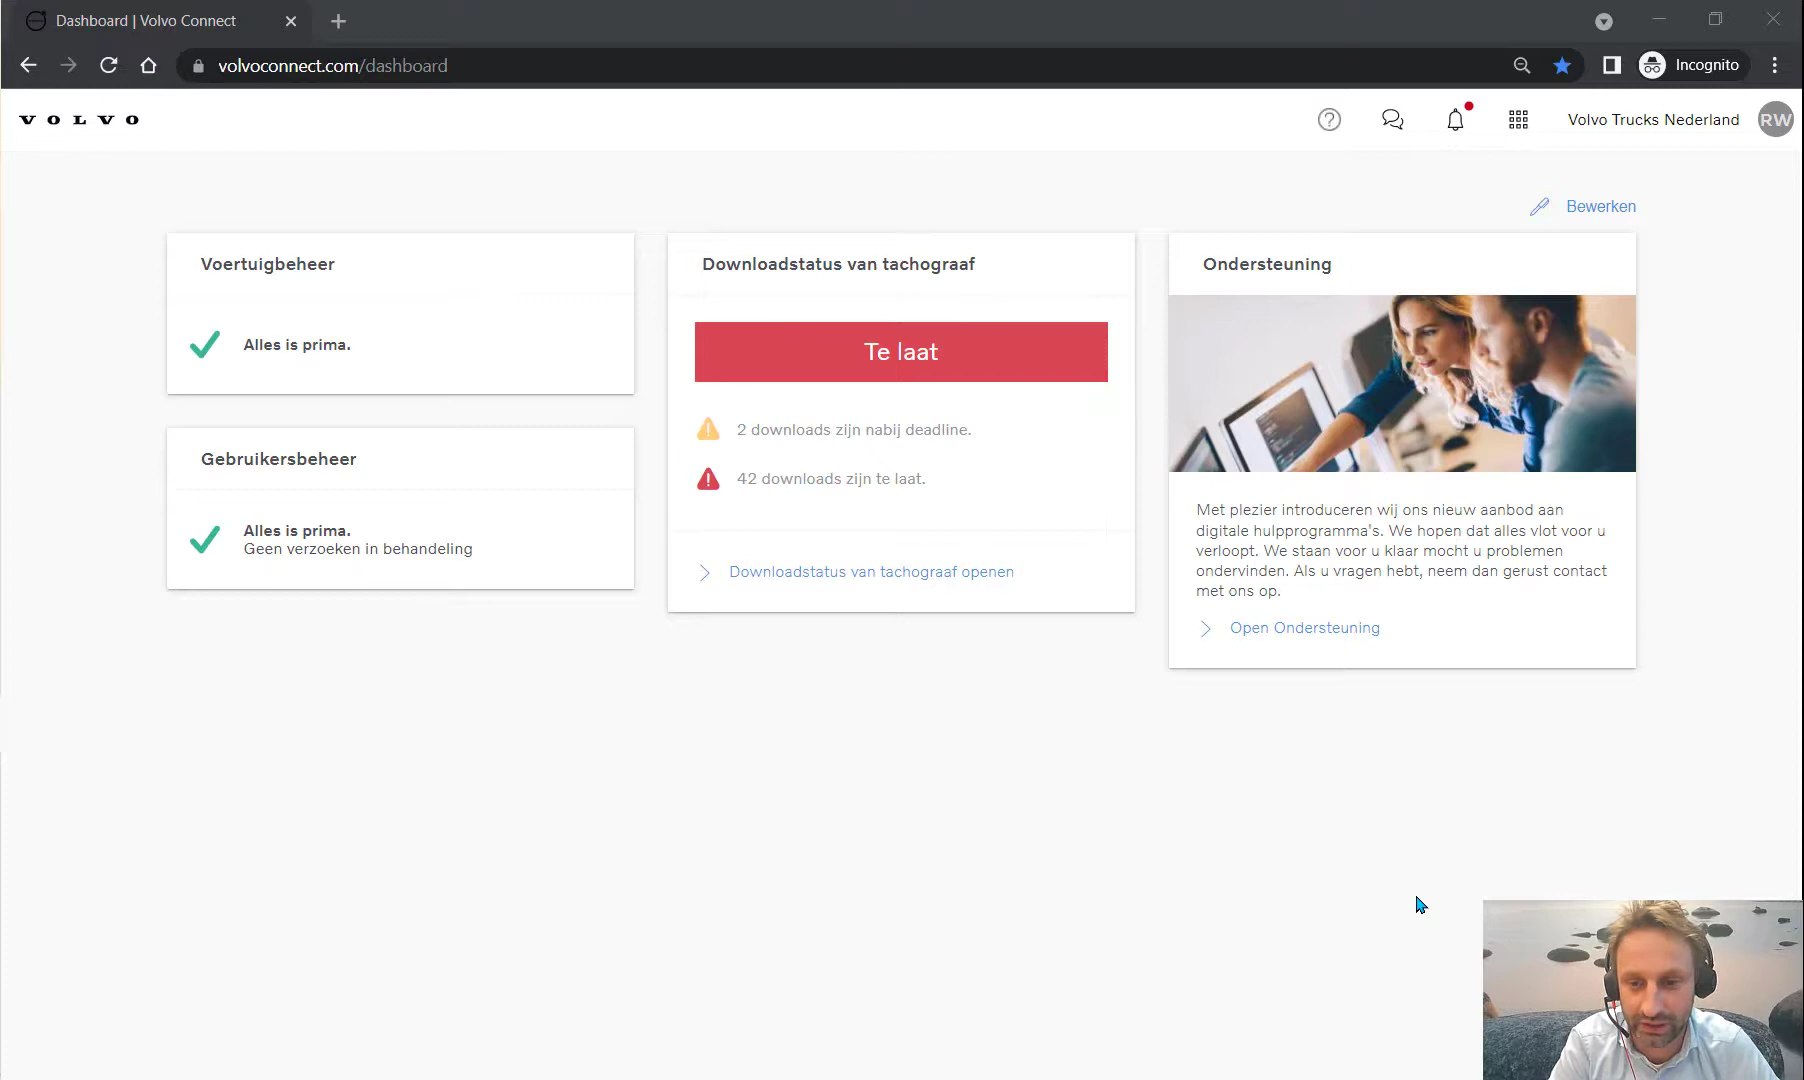 Dashboard | Volvo Connect
volvoconnect.com/dashboard
Incognito
VOLVO
Volvo Trucks Nederland
RW
Bewerken
Voertuigbeheer
Alles is prima.
Gebruikersbeheer
Alles is prima.
Geen verzoeken in behandeling
Downloadstatus van tachograaf
Te laat
2 downloads zijn nabij deadline.
42 downloads zijn te laat.
Downloadstatus van tachograaf openen
Ondersteuning
Met plezier introduceren wij ons nieuw aanbod aan
digitale hulpprogramma's. We hopen dat alles vlot voor u
verloopt. We staan voor u klaar mocht u problemen
ondervinden. Als u vragen hebt, neem dan gerust contact
met ons op.
Open Ondersteuning